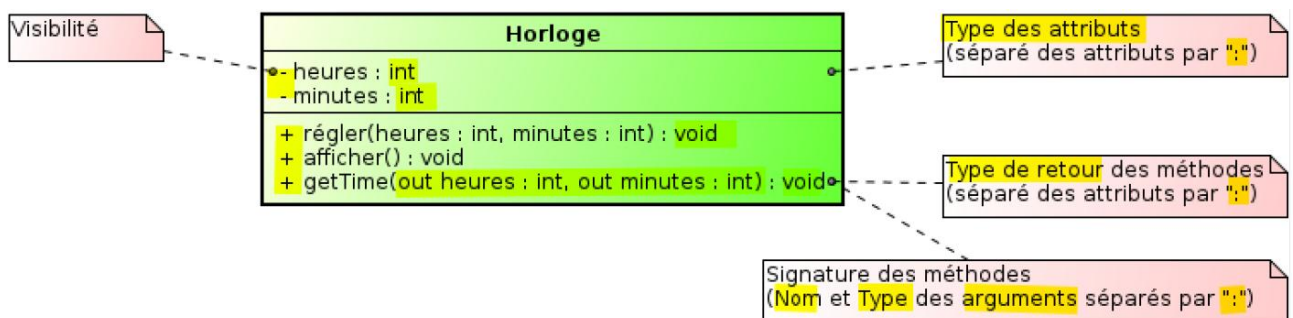 Visibilité
Horloge
- heures : int
- minutes : int
+ régler(heures : int, minutes : int) : void
+ afficher() : void
+ getTime(out heures : int, out minutes : int) : void
Type des attributs
(séparé des attributs par ":")
Type de retour des méthodes
(séparé des attributs par ":")
Signature des méthodes
(Nom et Type des arguments séparés par ":")